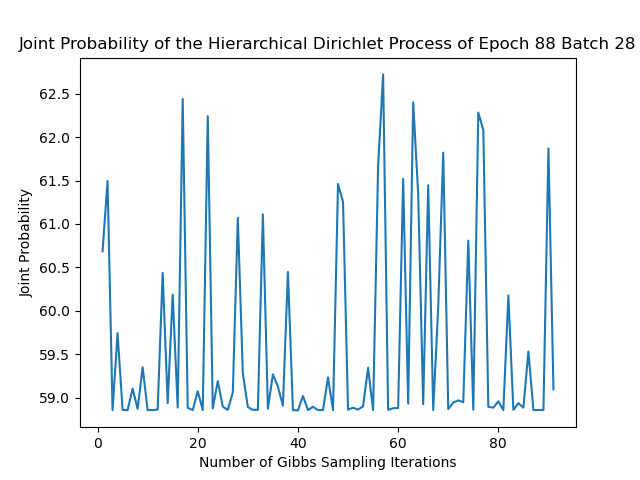 Joint Probability of the Hierarchical Dirichlet Process of Epoch 88 Batch 28
62.5
62.0
61.5
61.0
60.5
60.0
59.5
59.0
Joint Probability
0 20 40 60 80
Number of Gibbs Sampling Iterations